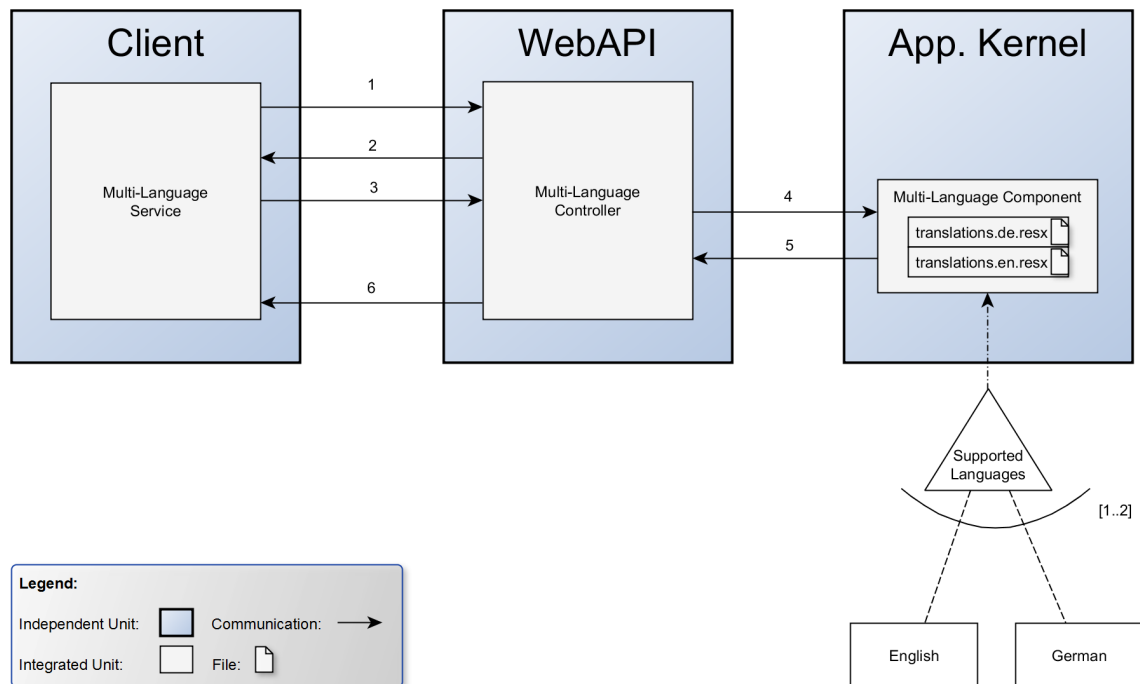 Client
WebAPI
App. Kernel
1
2
3
4
5
6
Multi-Language
Service
Multi-Language
Controller
Multi-Language Component
translations.de.resx
translations.en.resx
Supported
Languages
[1..2]
English
German
Legend:
Independent Unit:
Communication:
Integrated Unit:
File: